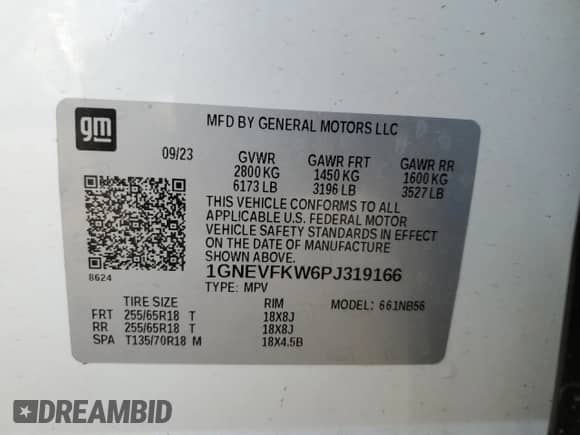 gm
MFD BY GENERAL MOTORS LLC
09/23 GVWR GAWR FRT GAWR RR
2800 KG 1450 KG 1600 KG
6173 LB 3196 LB 3527 LB
THIS VEHICLE CONFORMS TO ALL
APPLICABLE U.S. FEDERAL MOTOR
VEHICLE SAFETY STANDARDS IN
EFFECT ON THE DATE OF MANUFACTURE
SHOWN ABOVE.
8624
1GNEVFKW6PJ319166
TYPE: MPV
TIRE SIZE RIM MODEL: 661NB56
FRT 255/65R18 T 18X8J
RR 255/65R18 T 18X8J
SPA T135/70R18 M 18X4.5B
DREAMBID